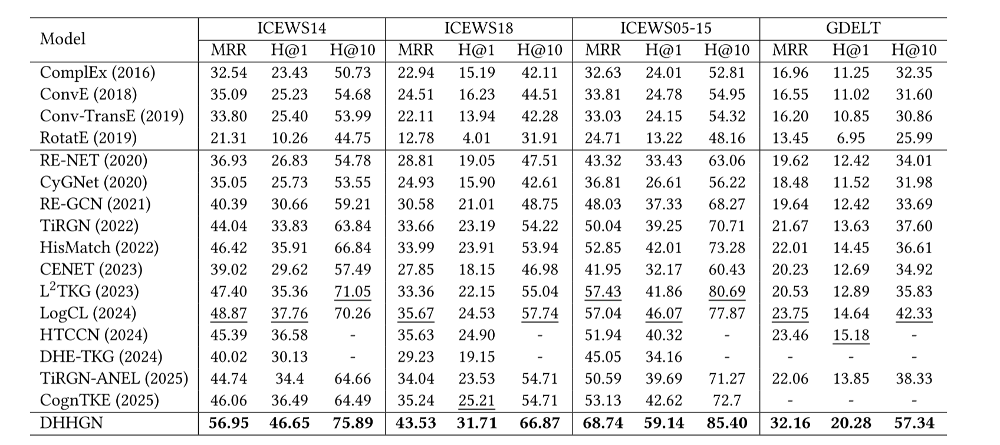 Model ICEWS14 ICEWS18 ICEWS05-15 GDELT
MRR H@1 H@10 MRR H@1 H@10 MRR H@1 H@10 MRR H@1 H@10
ComplEx (2016) 32.54 23.43 50.73 22.94 15.19 42.11 32.63 24.01 52.81 16.96 11.25 32.35
ConvE (2018) 35.09 25.23 54.68 24.51 16.23 44.51 33.81 24.78 54.95 16.55 11.02 31.60
Conv-TransE (2019) 33.80 25.40 53.99 22.11 13.94 42.28 33.03 24.15 54.32 16.20 10.85 30.86
RotatE (2019) 21.31 10.26 44.75 12.78 4.01 31.91 24.71 13.22 48.16 13.45 6.95 25.99
RE-NET (2020) 36.93 26.83 54.78 28.81 19.05 47.51 43.32 33.43 63.06 19.62 12.42 34.01
CyGNet (2020) 35.05 25.73 53.55 24.93 15.90 42.61 36.81 26.61 56.22 18.48 11.52 31.98
RE-GCN (2021) 40.39 30.66 59.21 30.58 21.01 48.75 48.03 37.33 68.27 19.64 12.42 33.69
TiRGN (2022) 44.04 33.83 63.84 33.66 23.19 54.22 50.04 39.25 70.71 21.67 13.63 37.60
HisMatch (2022) 46.42 35.91 66.84 33.99 23.91 53.94 52.85 42.01 73.28 22.01 14.45 36.61
CENET (2023) 39.02 29.62 57.49 27.85 18.15 46.98 41.95 32.17 60.43 20.23 12.69 34.92
L²TKG (2023) 47.40 35.36 71.05 33.36 22.15 55.04 57.43 41.86 80.69 20.53 12.89 35.83
LogCL (2024) 48.87 37.76 70.26 35.67 24.53 57.74 57.04 46.07 77.87 23.75 14.64 42.33
HTCCN (2024) 45.39 36.58 - 35.63 24.90 - 51.94 40.32 - 23.46 15.18 -
DHE-TKG (2024) 40.02 30.13 - 29.23 19.15 - 45.05 34.16 - - - -
TiRGN-ANEL (2025) 44.74 34.4 64.66 34.04 23.53 54.71 50.59 39.69 71.27 22.06 13.85 38.33
CognTKE (2025) 46.06 36.49 64.49 35.24 25.21 54.71 53.13 42.62 72.7 - - -
DHHGN 56.95 46.65 75.89 43.53 31.71 66.87 68.74 59.14 85.40 32.16 20.28 57.34